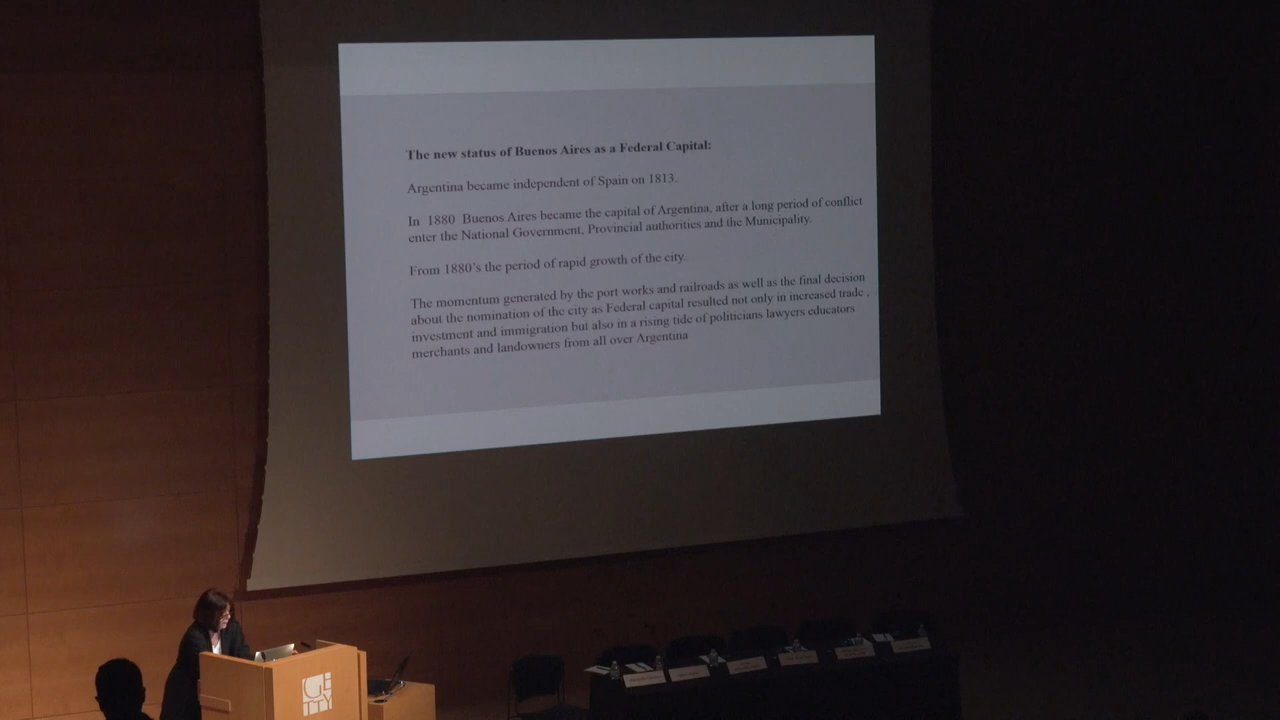 The new status of Buenos Aires as a Federal Capital:
Argentina became independent of Spain on 1813.
In 1880 Buenos Aires became the capital of Argentina, after a long period of conflict
enter the National Government, Provincial authorities and the Municipality.
From 1880's the period of rapid growth of the city.
The momentum generated by the port works and railroads as well as the final decision
about the nomination of the city as Federal capital resulted not only in increased trade ,
investment and immigration but also in a rising tide of politicians lawyers educators
merchants and landowners from all over Argentina
GETTY